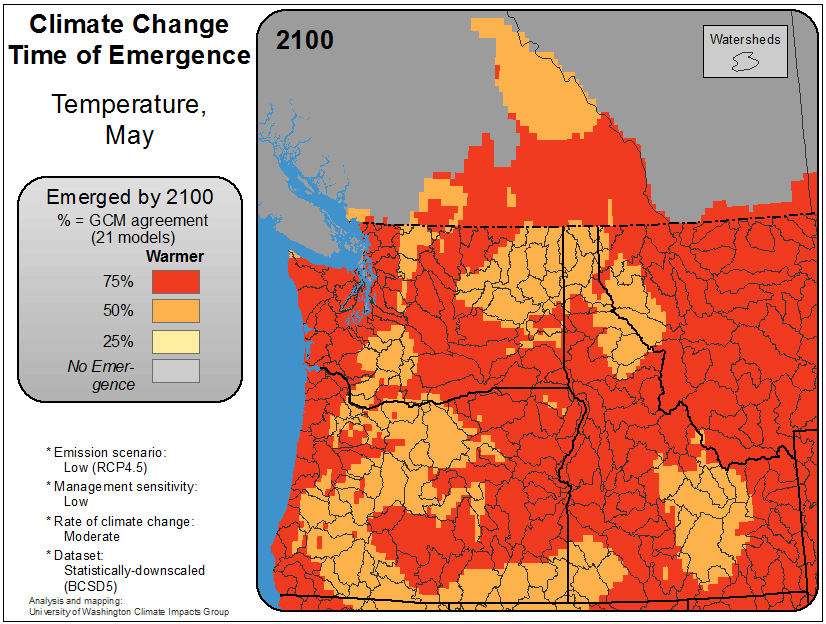 Climate Change
Time of Emergence
Temperature,
May
Emerged by 2100
% = GCM agreement
(21 models)
Warmer
75%
50%
25%
No Emer-
gence
* Emission scenario:
Low (RCP4.5)
* Management sensitivity:
Low
* Rate of climate change:
Moderate
* Dataset:
Statistically-downscaled
(BCSD5)
Analysis and mapping:
University of Washington Climate Impacts Group
2100
Watersheds